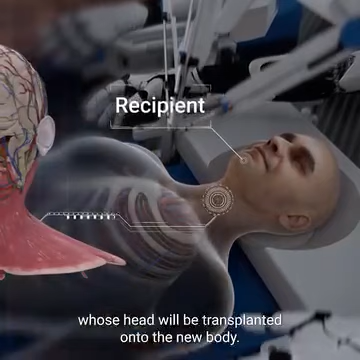 Recipient
whose head will be transplanted
onto the new body.